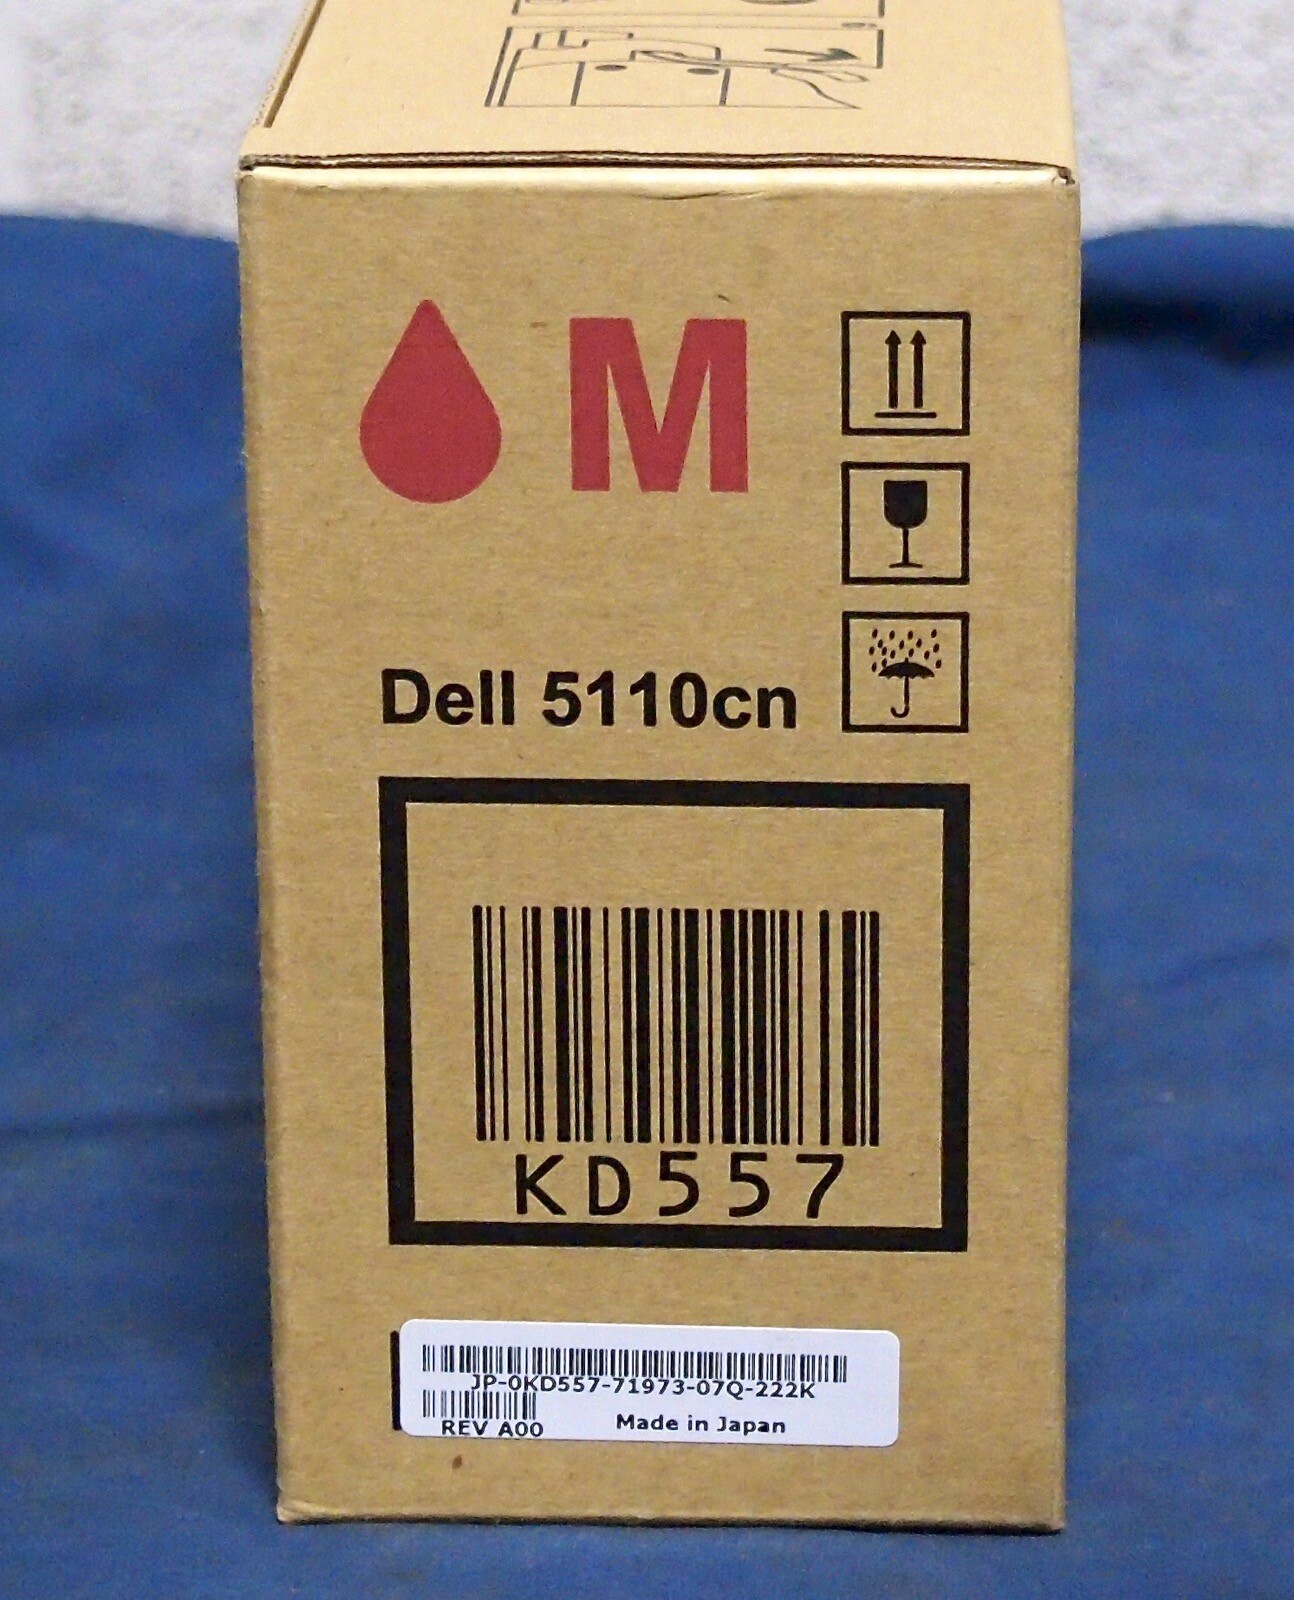 M
Dell 5110cn
KD557
JP-0KD557-71973-07Q-222K
REV A00 Made in Japan